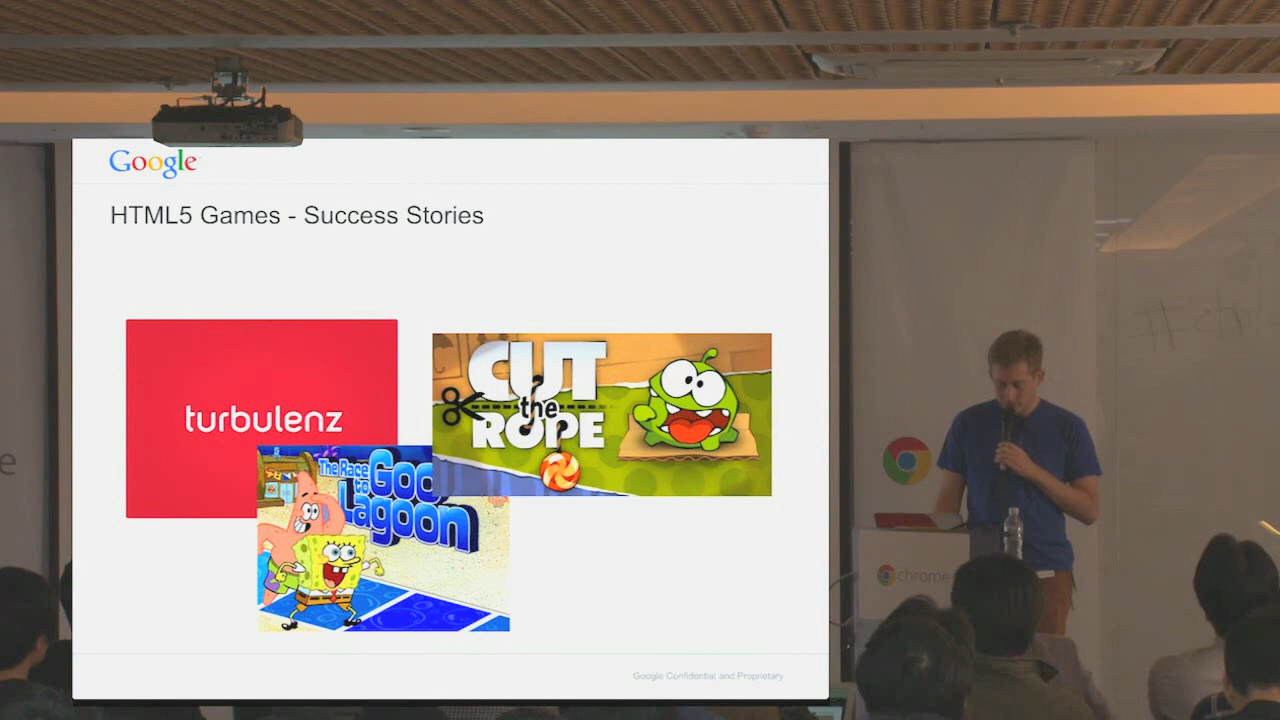 Google
HTML5 Games - Success Stories
turbulenz
CUT
the
ROPE
The Race
to Goo
Lagoon
chrome
Google Confidential and Proprietary